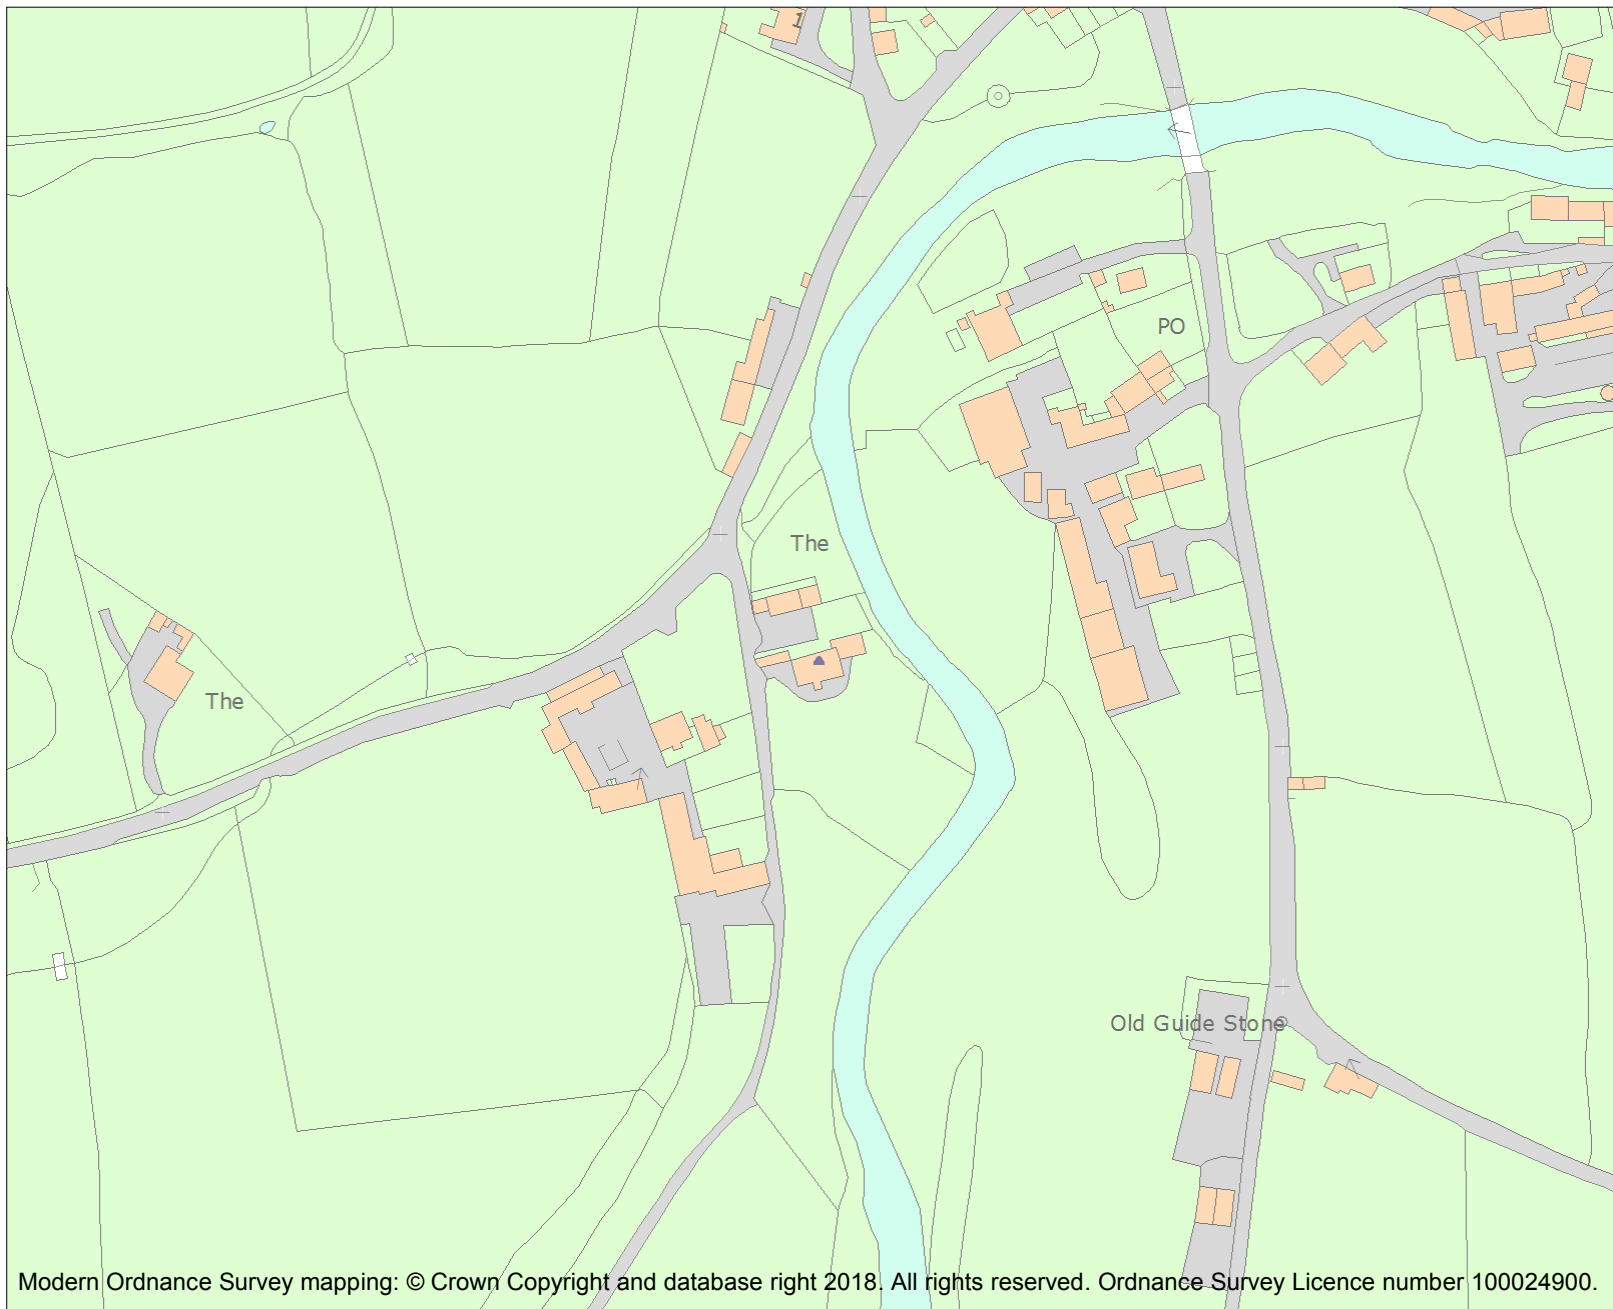 1
PO
The
The
Old Guide Stone
Modern Ordnance Survey mapping: © Crown Copyright and database right 2018. All rights reserved. Ordnance Survey Licence number 100024900.